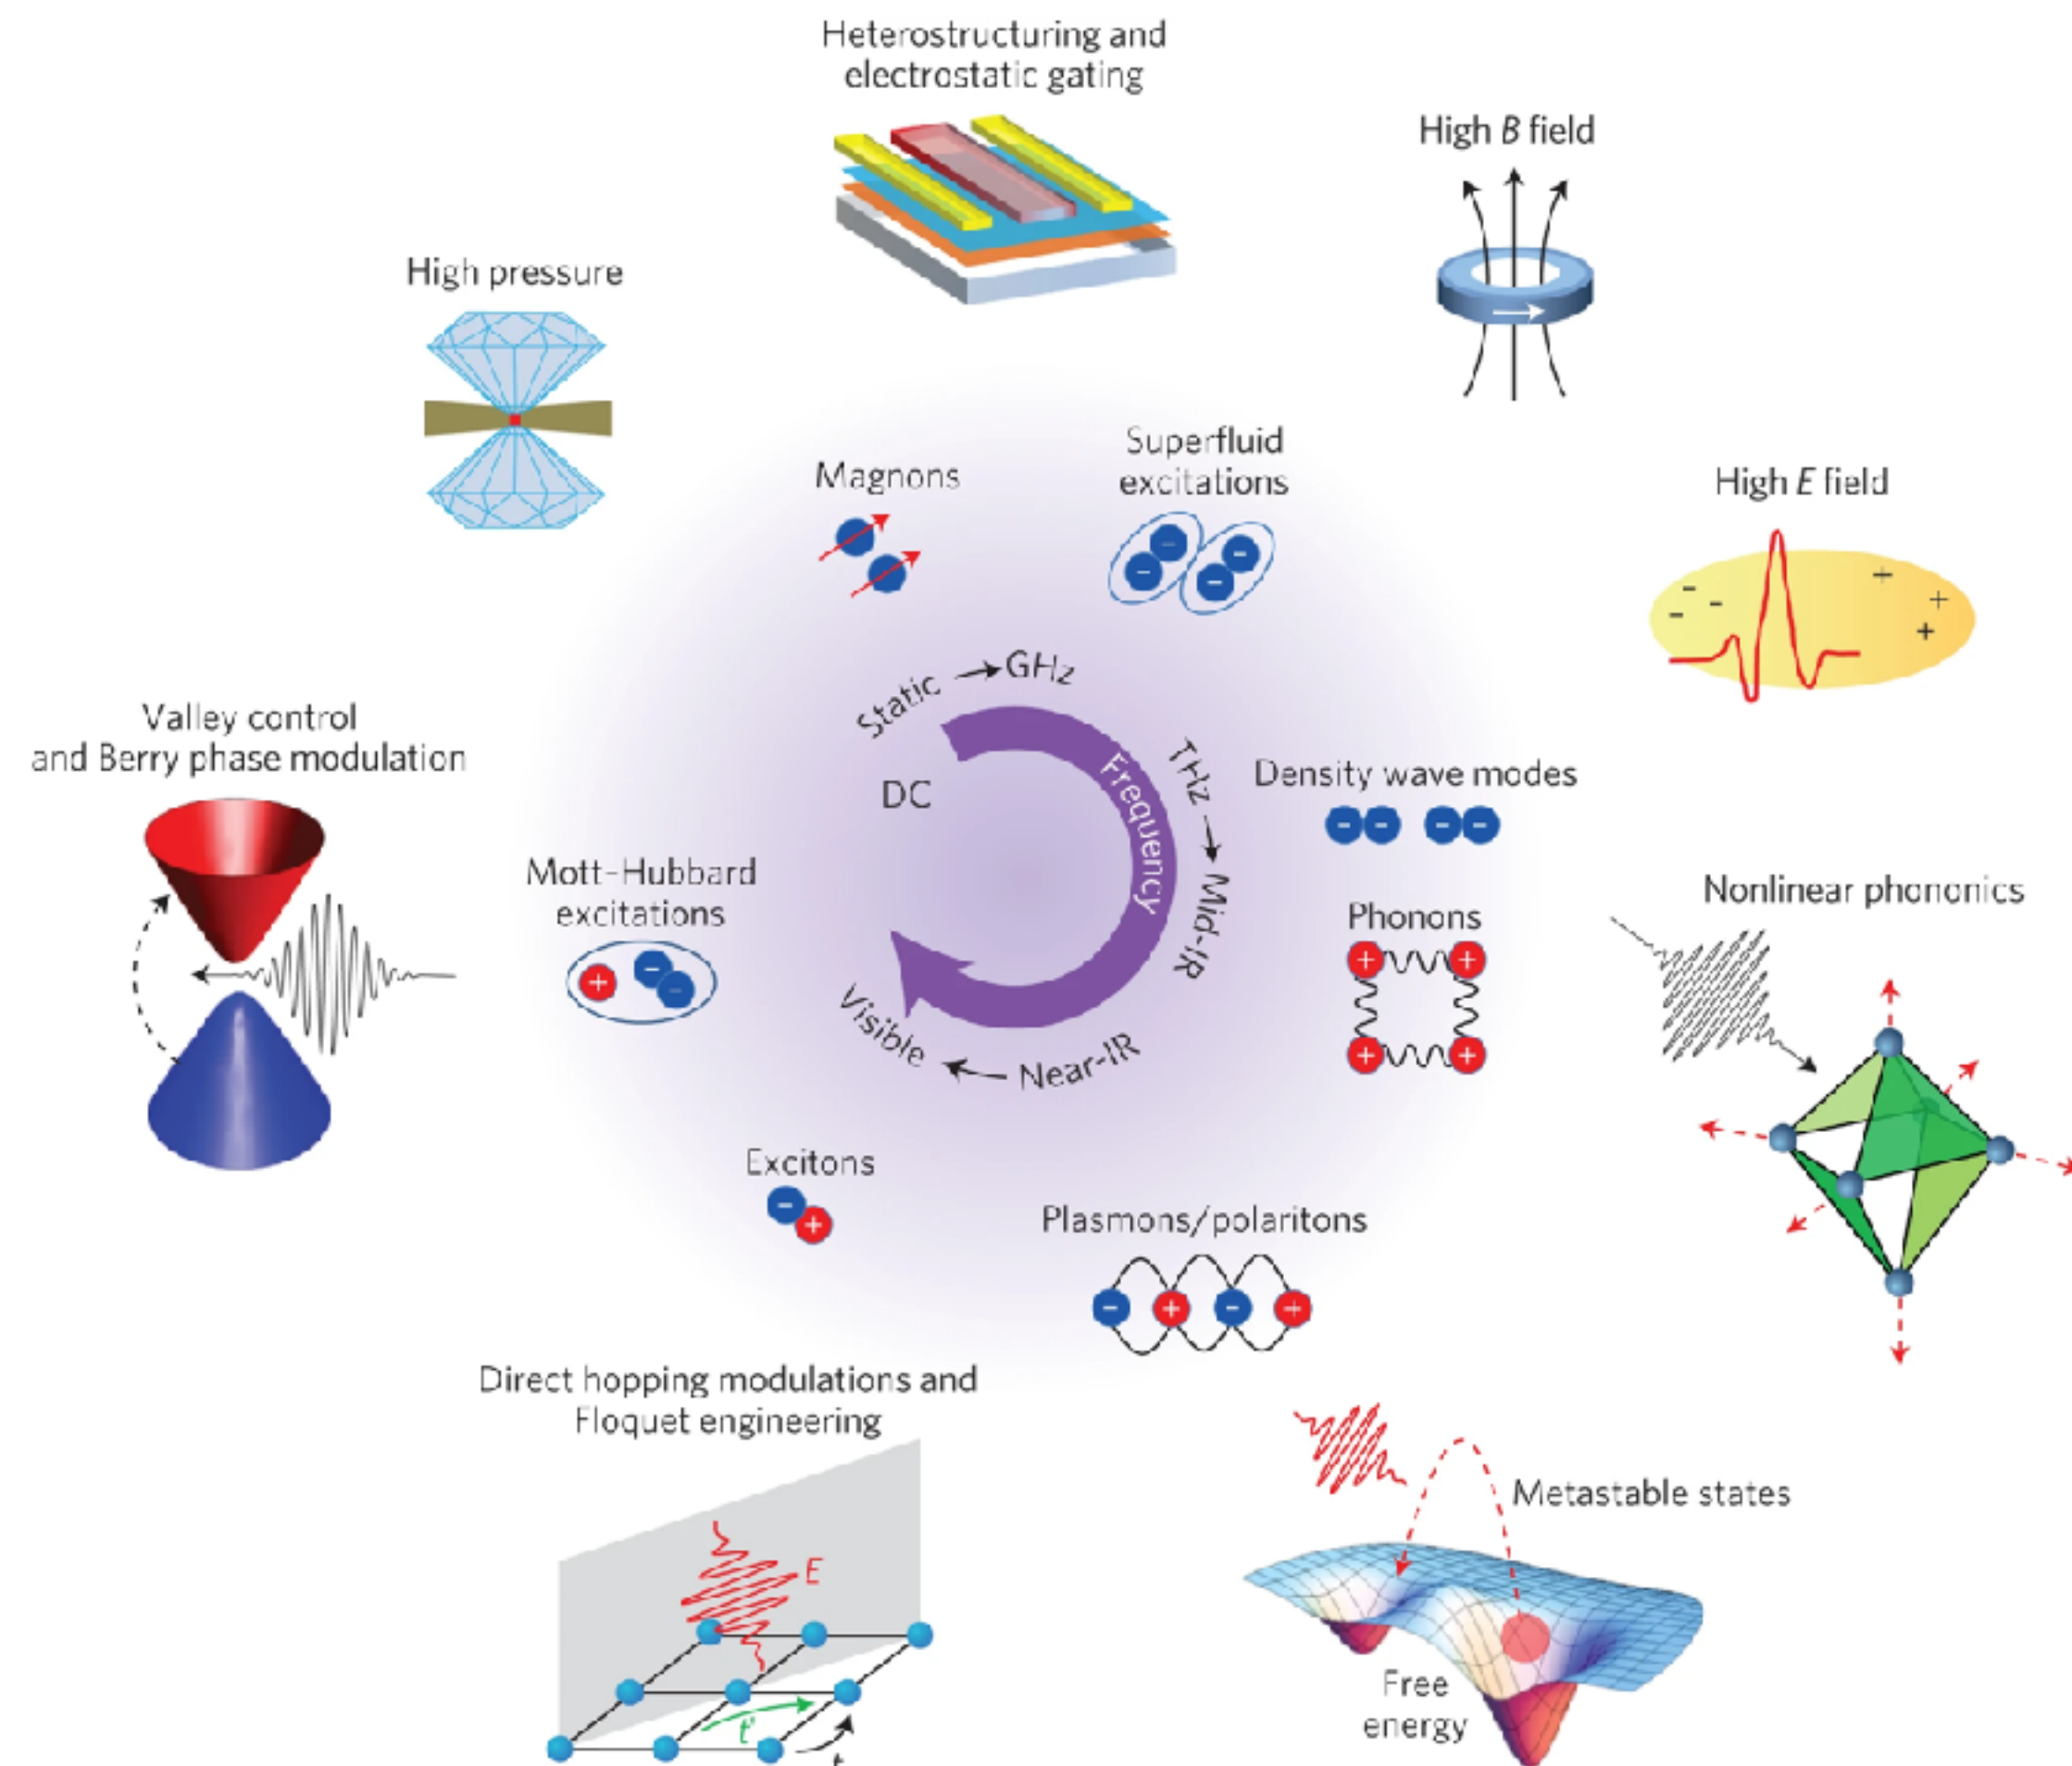 Heterostructuring and
electrostatic gating
High B field
High pressure
Superfluid
excitations
Magnons
High E field
- - -
+ + +
- - - -
Static → GHz
Valley control
and Berry phase modulation
THz → Mid-IR
Frequency
Density wave modes
DC
- - - -
Mott-Hubbard
excitations
+ - -
Nonlinear phononics
Phonons
+ +
+ +
Near-IR → Visible
Excitons
- +
Plasmons/polaritons
- + - +
Direct hopping modulations and
Floquet engineering
Metastable states
E
Free
energy
t'
t